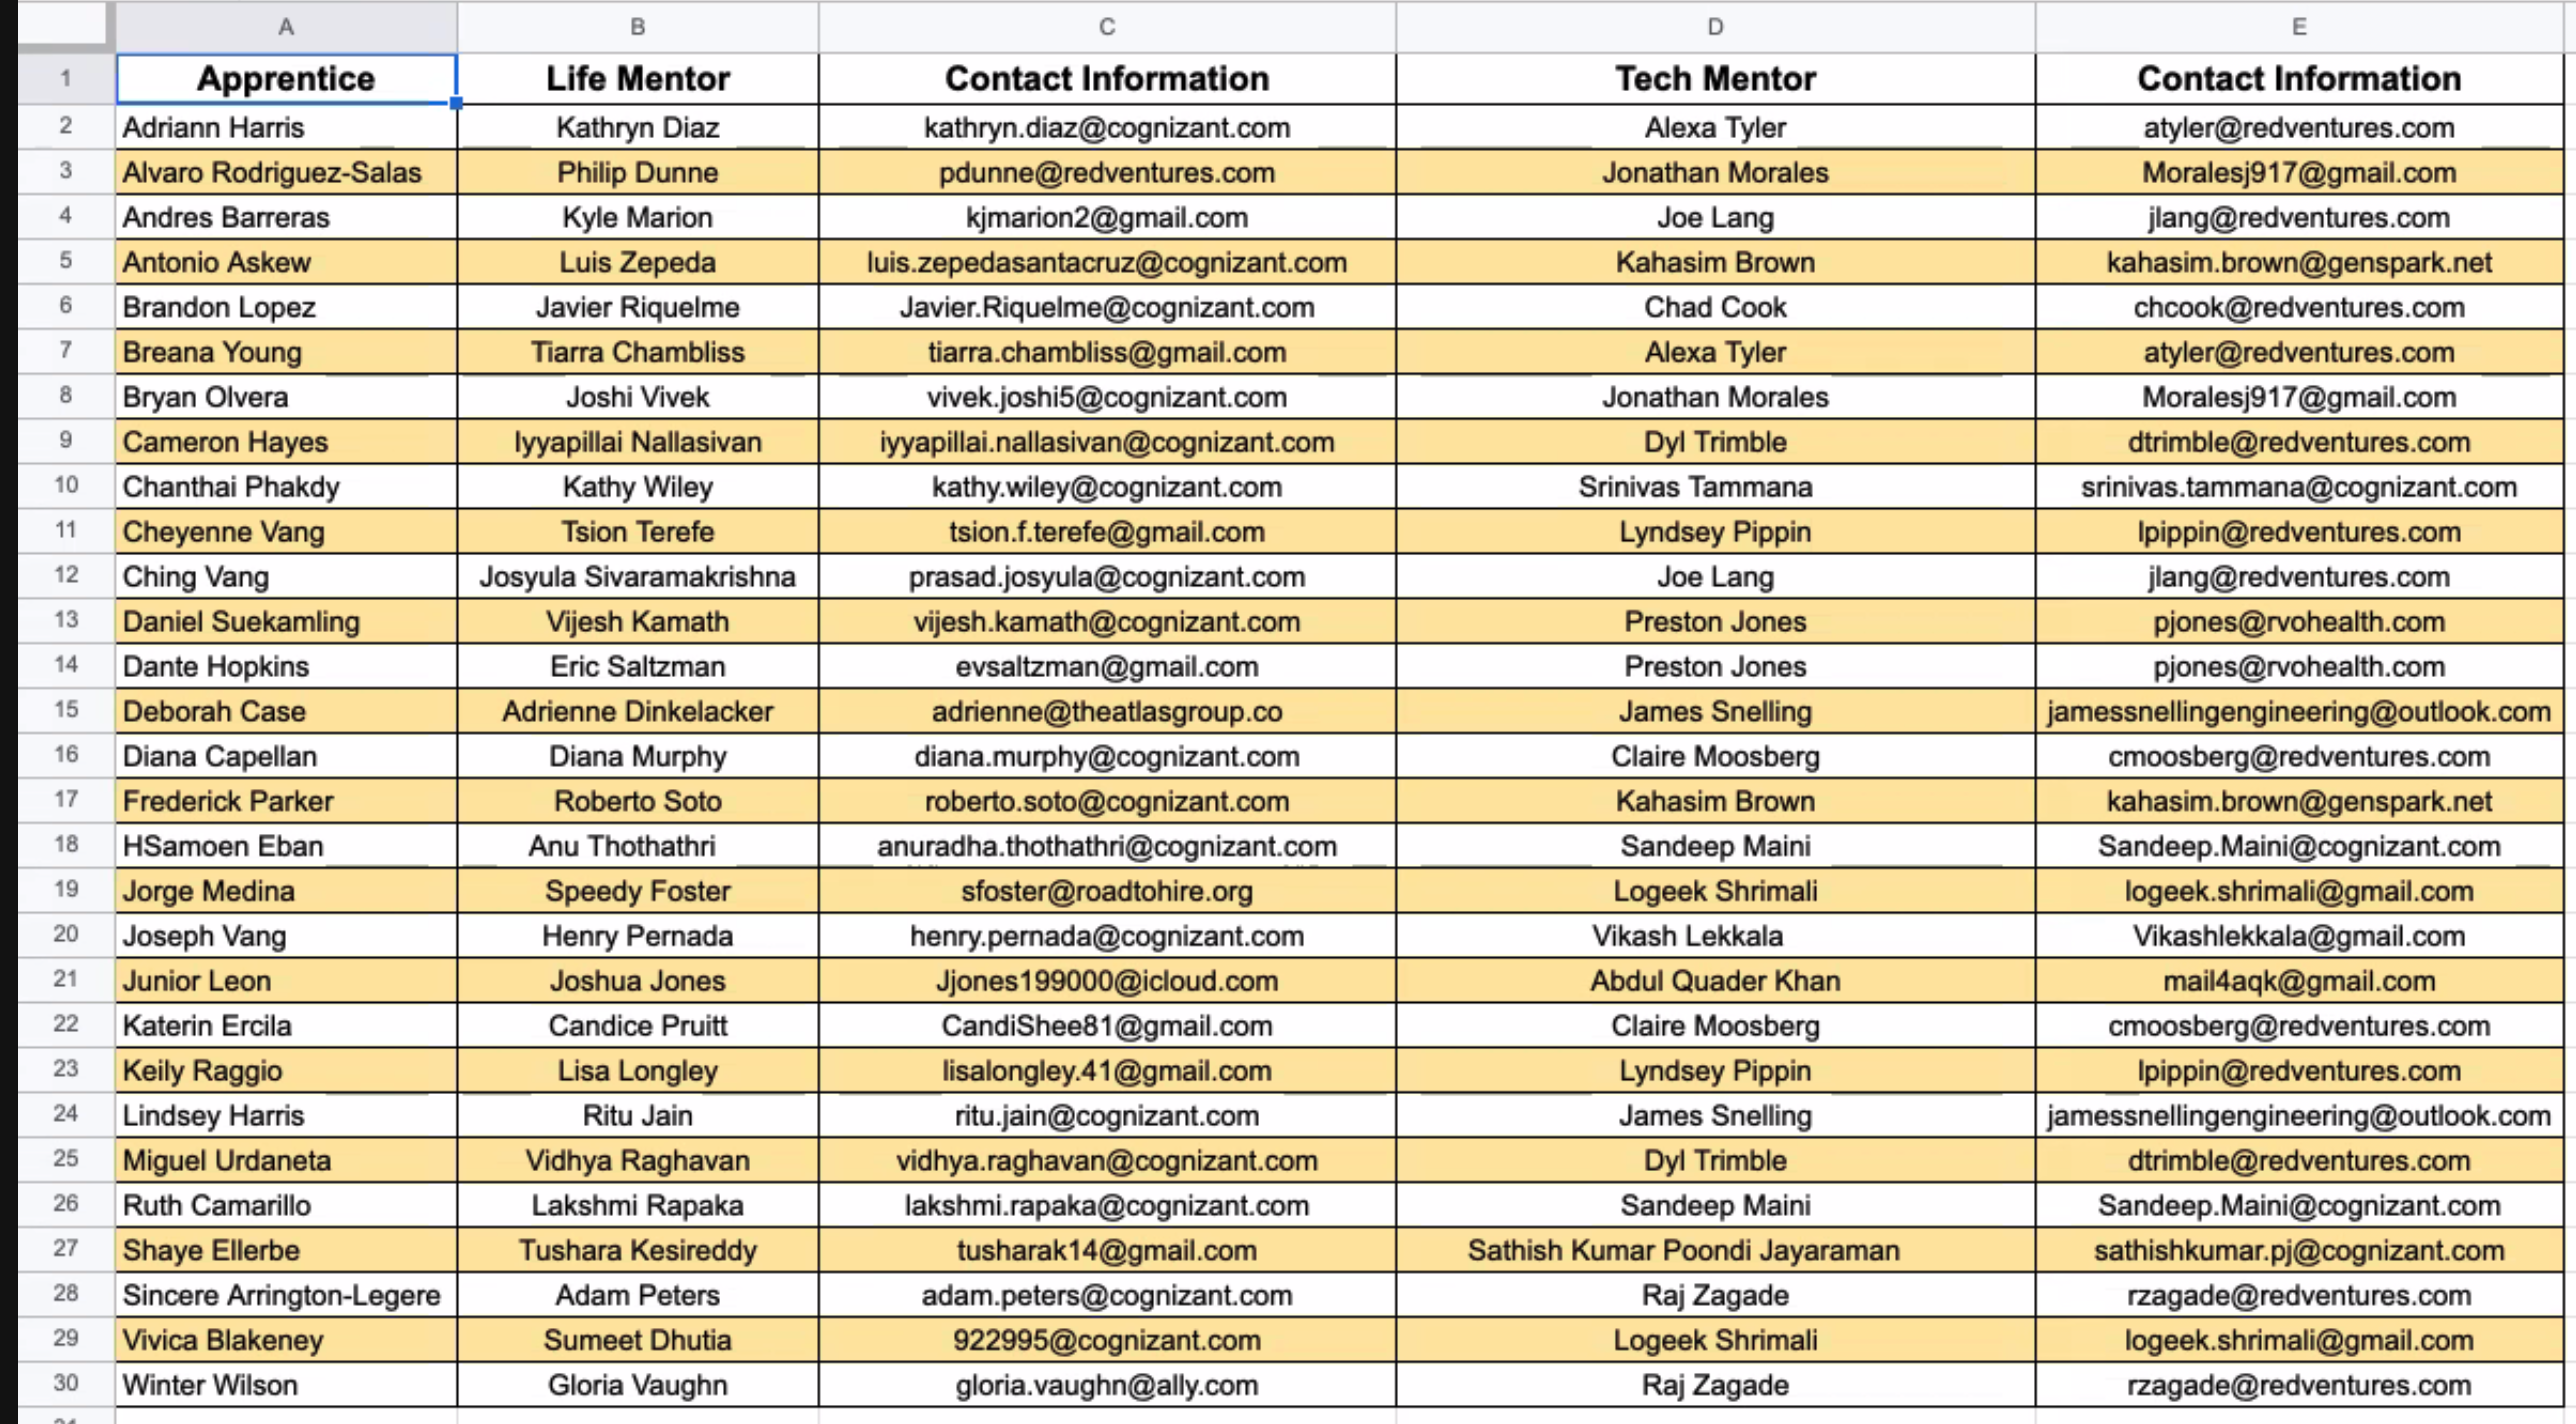 A B C D E
1 Apprentice Life Mentor Contact Information Tech Mentor Contact Information
2 Adriann Harris Kathryn Diaz kathryn.diaz@cognizant.com Alexa Tyler atyler@redventures.com
3 Alvaro Rodriguez-Salas Philip Dunne pdunne@redventures.com Jonathan Morales Moralesj917@gmail.com
4 Andres Barreras Kyle Marion kjmarion2@gmail.com Joe Lang jlang@redventures.com
5 Antonio Askew Luis Zepeda luis.zepedasantacruz@cognizant.com Kahasim Brown kahasim.brown@genspark.net
6 Brandon Lopez Javier Riquelme Javier.Riquelme@cognizant.com Chad Cook chcook@redventures.com
7 Breana Young Tiarra Chambliss tiarra.chambliss@gmail.com Alexa Tyler atyler@redventures.com
8 Bryan Olvera Joshi Vivek vivek.joshi5@cognizant.com Jonathan Morales Moralesj917@gmail.com
9 Cameron Hayes Iyyapillai Nallasivan iyyapillai.nallasivan@cognizant.com Dyl Trimble dtrimble@redventures.com
10 Chanthai Phakdy Kathy Wiley kathy.wiley@cognizant.com Srinivas Tammana srinivas.tammana@cognizant.com
11 Cheyenne Vang Tsion Terefe tsion.f.terefe@gmail.com Lyndsey Pippin lpippin@redventures.com
12 Ching Vang Josyula Sivaramakrishna prasad.josyula@cognizant.com Joe Lang jlang@redventures.com
13 Daniel Suekamling Vijesh Kamath vijesh.kamath@cognizant.com Preston Jones pjones@rvohealth.com
14 Dante Hopkins Eric Saltzman evsaltzman@gmail.com Preston Jones pjones@rvohealth.com
15 Deborah Case Adrienne Dinkelacker adrienne@theatlasgroup.co James Snelling jamessnellingengineering@outlook.com
16 Diana Capellan Diana Murphy diana.murphy@cognizant.com Claire Moosberg cmoosberg@redventures.com
17 Frederick Parker Roberto Soto roberto.soto@cognizant.com Kahasim Brown kahasim.brown@genspark.net
18 HSamoen Eban Anu Thothathri anuradha.thothathri@cognizant.com Sandeep Maini Sandeep.Maini@cognizant.com
19 Jorge Medina Speedy Foster sfoster@roadtohire.org Logeek Shrimali logeek.shrimali@gmail.com
20 Joseph Vang Henry Pernada henry.pernada@cognizant.com Vikash Lekkala Vikashlekkala@gmail.com
21 Junior Leon Joshua Jones Jjones199000@icloud.com Abdul Quader Khan mail4aqk@gmail.com
22 Katerin Ercila Candice Pruitt CandiShee81@gmail.com Claire Moosberg cmoosberg@redventures.com
23 Keily Raggio Lisa Longley lisalongley.41@gmail.com Lyndsey Pippin lpippin@redventures.com
24 Lindsey Harris Ritu Jain ritu.jain@cognizant.com James Snelling jamessnellingengineering@outlook.com
25 Miguel Urdaneta Vidhya Raghavan vidhya.raghavan@cognizant.com Dyl Trimble dtrimble@redventures.com
26 Ruth Camarillo Lakshmi Rapaka lakshmi.rapaka@cognizant.com Sandeep Maini Sandeep.Maini@cognizant.com
27 Shaye Ellerbe Tushara Kesireddy tusharak14@gmail.com Sathish Kumar Poondi Jayaraman sathishkumar.pj@cognizant.com
28 Sincere Arrington-Legere Adam Peters adam.peters@cognizant.com Raj Zagade rzagade@redventures.com
29 Vivica Blakeney Sumeet Dhutia 922995@cognizant.com Logeek Shrimali logeek.shrimali@gmail.com
30 Winter Wilson Gloria Vaughn gloria.vaughn@ally.com Raj Zagade rzagade@redventures.com